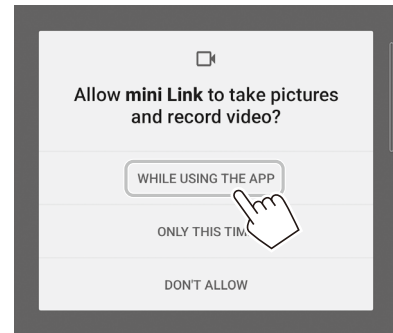 Allow mini Link to take pictures
and record video?
WHILE USING THE APP
ONLY THIS
DON'T ALLOW